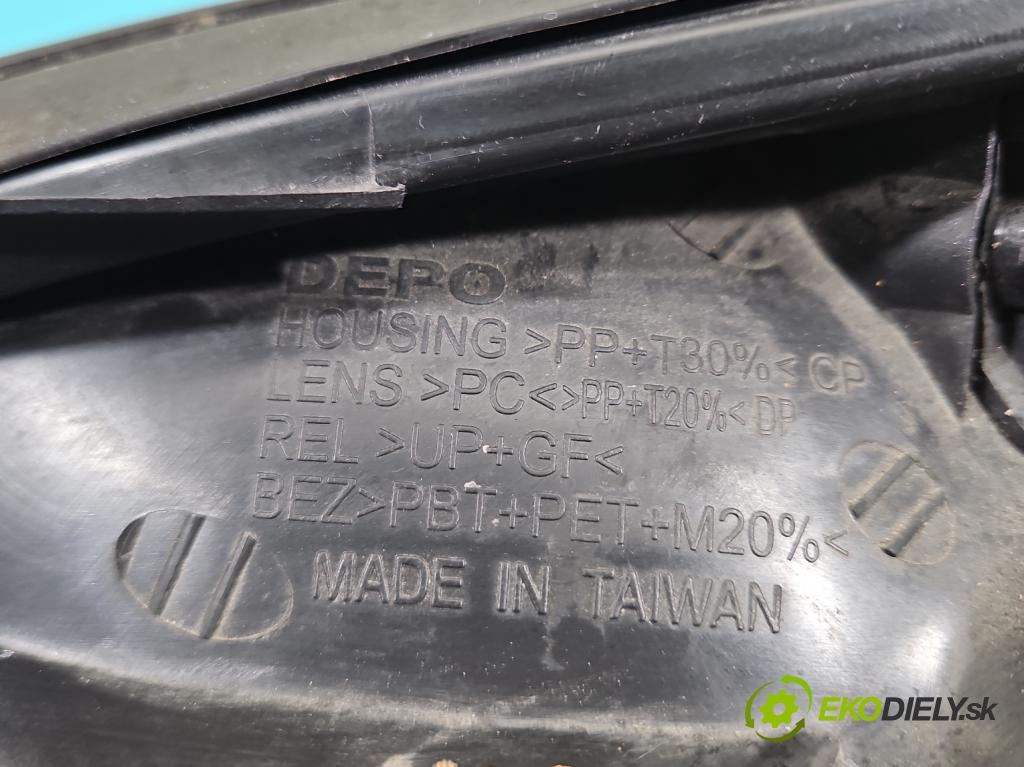 DEPO
HOUSING >PP+T30%< CP
LENS >PC<>PP+T20%< DP
REL >UP+GF<
BEZ>PBT+PET+M20%<
MADE IN TAIWAN
EKODIELY.sk